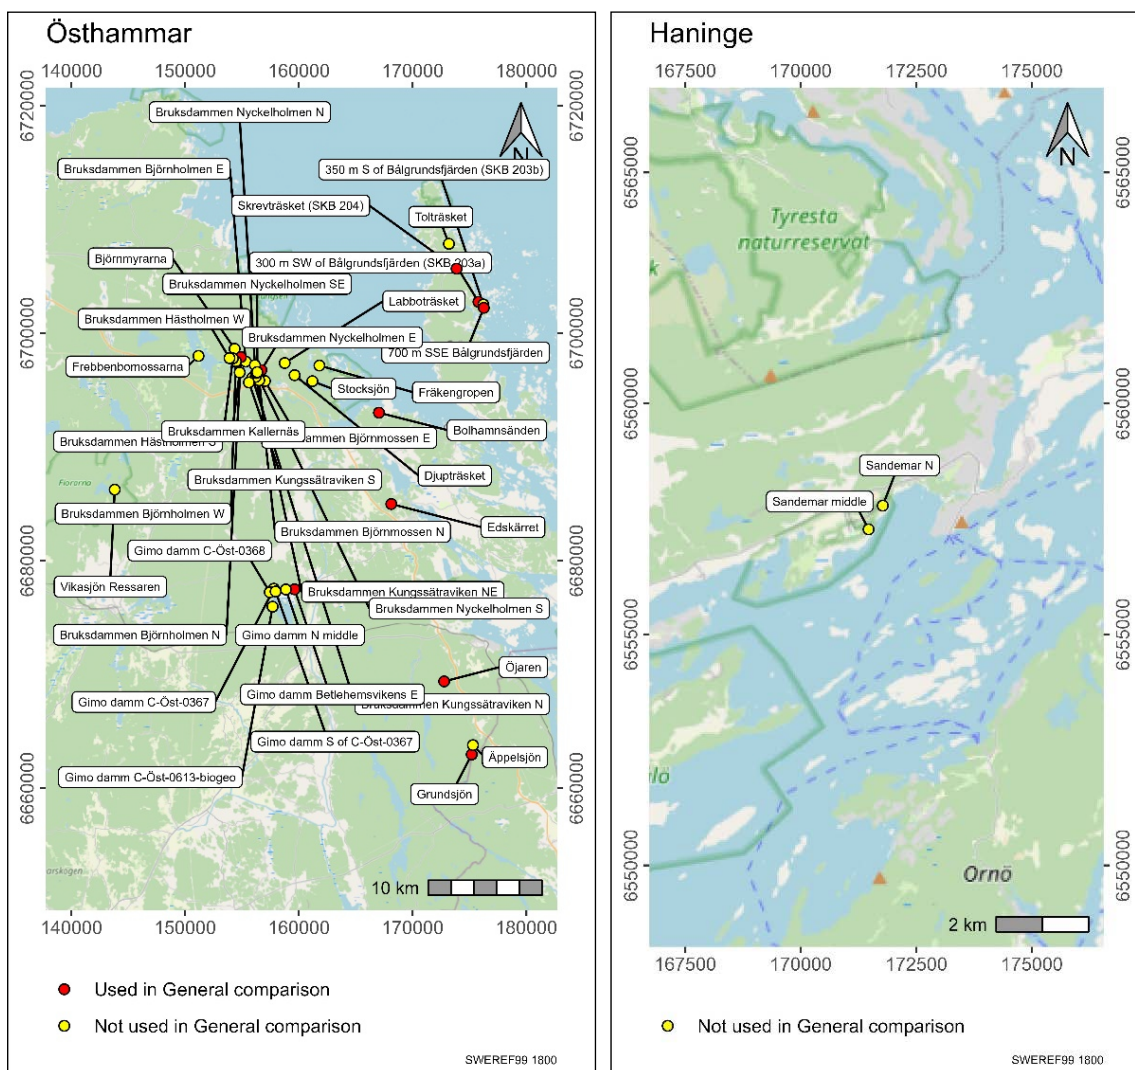 Östhammar
140000 150000 160000 170000 180000
6720000
6700000
6680000
6660000
N
Bruksdammen Nyckelholmen N
350 m S of Bålgrundsfjärden (SKB 203b)
Bruksdammen Björnholmen E
Skrevträsket (SKB 204)
Tolträsket
Björnmyrarna
300 m SW of Bålgrundsfjärden (SKB 203a)
Bruksdammen Nyckelholmen SE
Labboträsket
Bruksdammen Hästholmen W
Bruksdammen Nyckelholmen E
700 m SSE Bålgrundsfjärden
Frebbenbomossarna
Stocksjön
Fräkengropen
Bolhamnsänden
Bruksdammen Kallernäs
Bruksdammen Hästholmen S
Bruksdammen Björnmossen E
Djupträsket
Bruksdammen Kungssätraviken S
Florarna
Bruksdammen Björnholmen W
Edskärret
Bruksdammen Björnmossen N
Gimo damm C-Öst-0368
Vikasjön Ressaren
Bruksdammen Kungssätraviken NE
Bruksdammen Nyckelholmen S
Bruksdammen Björnholmen N
Gimo damm N middle
Öjaren
Gimo damm Betlehemsvikens E
Gimo damm C-Öst-0367
Bruksdammen Kungssätraviken N
Gimo damm S of C-Öst-0367
Äppelsjön
Gimo damm C-Öst-0613-biogeo
Grundsjön
10 km
140000 150000 160000 170000 180000
6720000
6700000
6680000
6660000
Used in General comparison
Not used in General comparison
SWEREF99 1800
Haninge
167500 170000 172500 175000
6565000
6560000
6555000
6550000
N
Tyresta
naturreservat
Sandemar N
Sandemar middle
Ornö
2 km
167500 170000 172500 175000
6565000
6560000
6555000
6550000
Not used in General comparison
SWEREF99 1800